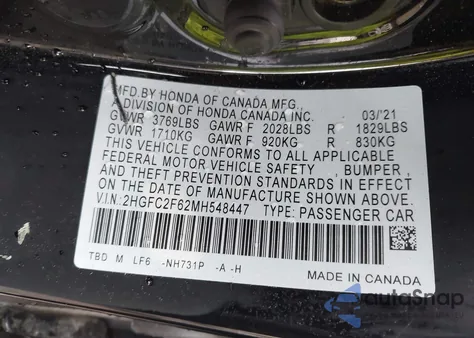 MFD.BY HONDA OF CANADA MFG.,
A DIVISION OF HONDA CANADA INC. 03/'21
GVWR 3769LBS GAWR F 2028LBS R 1829LBS
GVWR 1710KG GAWR F 920KG R 830KG
THIS VEHICLE CONFORMS TO ALL APPLICABLE
FEDERAL MOTOR VEHICLE SAFETY, BUMPER,
AND THEFT PREVENTION STANDARDS IN EFFECT
ON THE DATE OF MANUFACTURE SHOWN ABOVE.
V.I.N:2HGFC2F62MH548447 TYPE: PASSENGER CAR
TBD M LF6 -NH731P -A -H
MADE IN CANADA
autoSnap